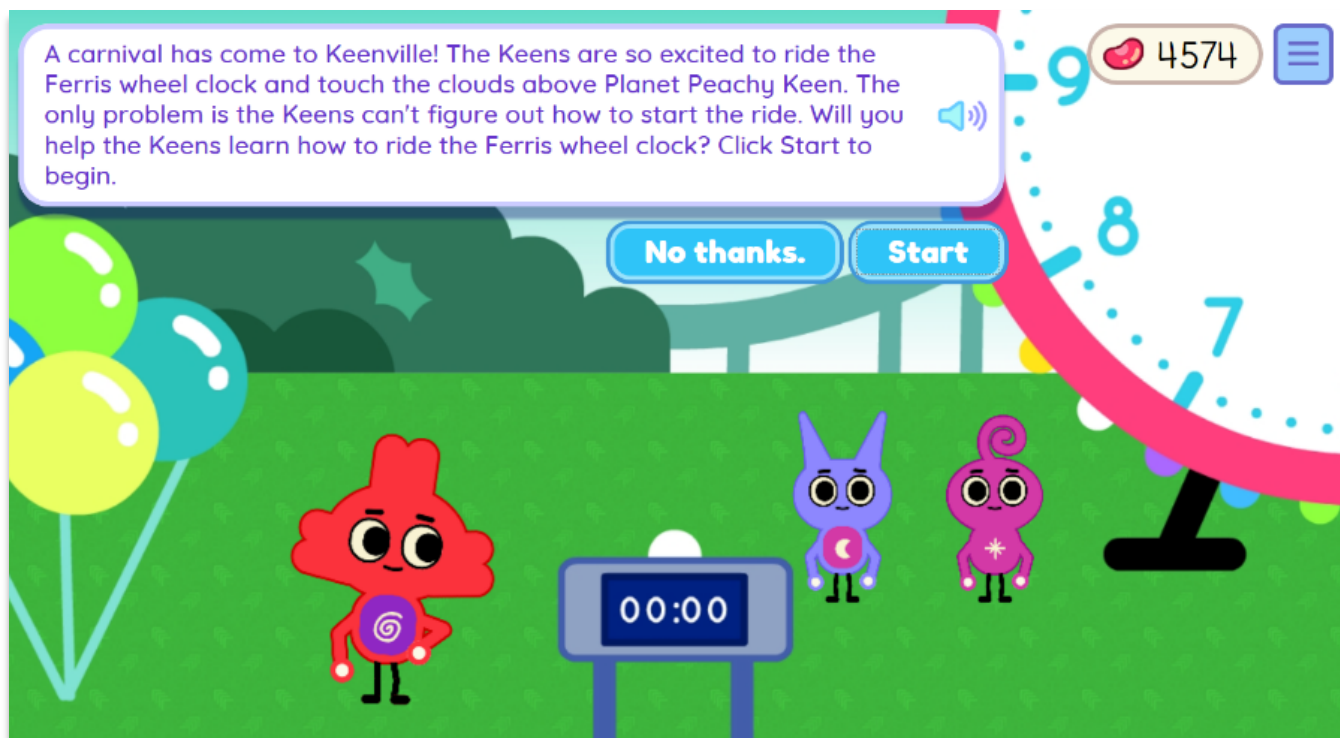 A carnival has come to Keenville! The Keens are so excited to ride the
Ferris wheel clock and touch the clouds above Planet Peachy Keen. The
only problem is the Keens can't figure out how to start the ride. Will you
help the Keens learn how to ride the Ferris wheel clock? Click Start to
begin.
4574
9
No thanks.
Start
8
7
00:00